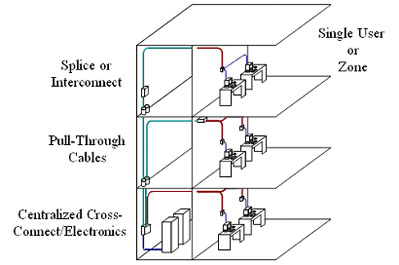 Splice or
Interconnect
Single User
or
Zone
Pull-Through
Cables
Centralized Cross-
Connect/Electronics